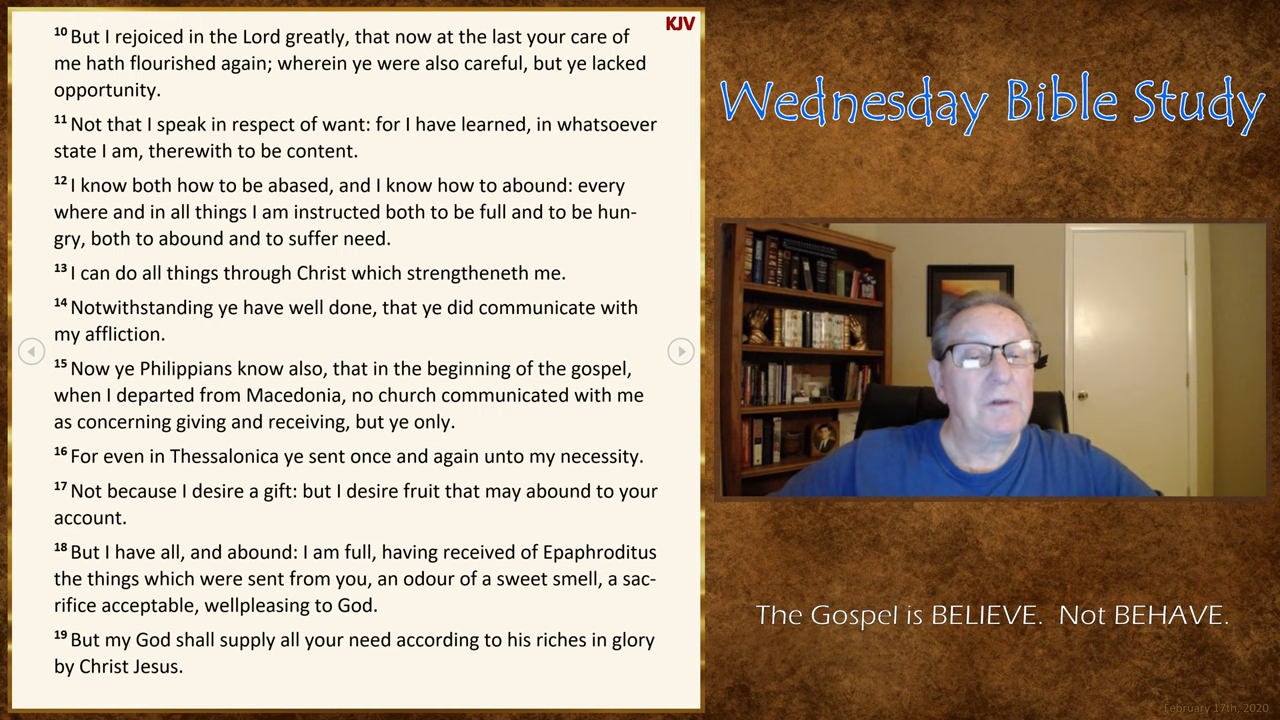 KJV
10 But I rejoiced in the Lord greatly, that now at the last your care of
me hath flourished again; wherein ye were also careful, but ye lacked
opportunity.
11 Not that I speak in respect of want: for I have learned, in whatsoever
state I am, therewith to be content.
12 I know both how to be abased, and I know how to abound: every
where and in all things I am instructed both to be full and to be hun-
gry, both to abound and to suffer need.
13 I can do all things through Christ which strengtheneth me.
14 Notwithstanding ye have well done, that ye did communicate with
my affliction.
15 Now ye Philippians know also, that in the beginning of the gospel,
when I departed from Macedonia, no church communicated with me
as concerning giving and receiving, but ye only.
16 For even in Thessalonica ye sent once and again unto my necessity.
17 Not because I desire a gift: but I desire fruit that may abound to your
account.
18 But I have all, and abound: I am full, having received of Epaphroditus
the things which were sent from you, an odour of a sweet smell, a sac-
rifice acceptable, wellpleasing to God.
19 But my God shall supply all your need according to his riches in glory
by Christ Jesus.
Wednesday Bible Study
The Gospel is BELIEVE. Not BEHAVE.
February 17th, 2020